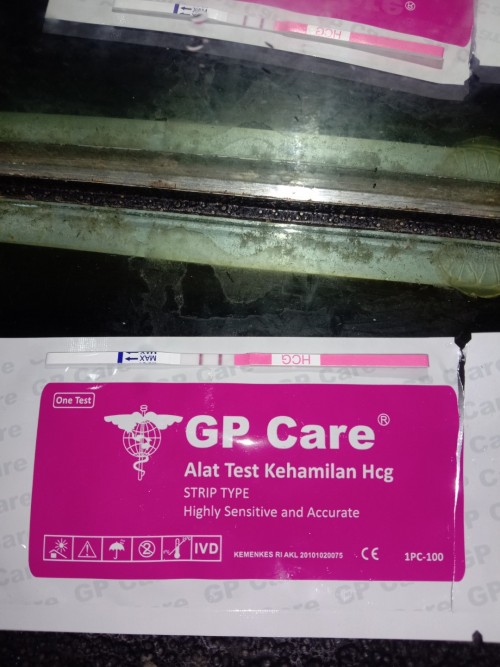 HCG
MAX
HCG
One Test
GP Care®
Alat Test Kehamilan Hcg
STRIP TYPE
Highly Sensitive and Accurate
IVD
KEMENKES RI AKL 20101020075
CE
1PC-100
GP Care